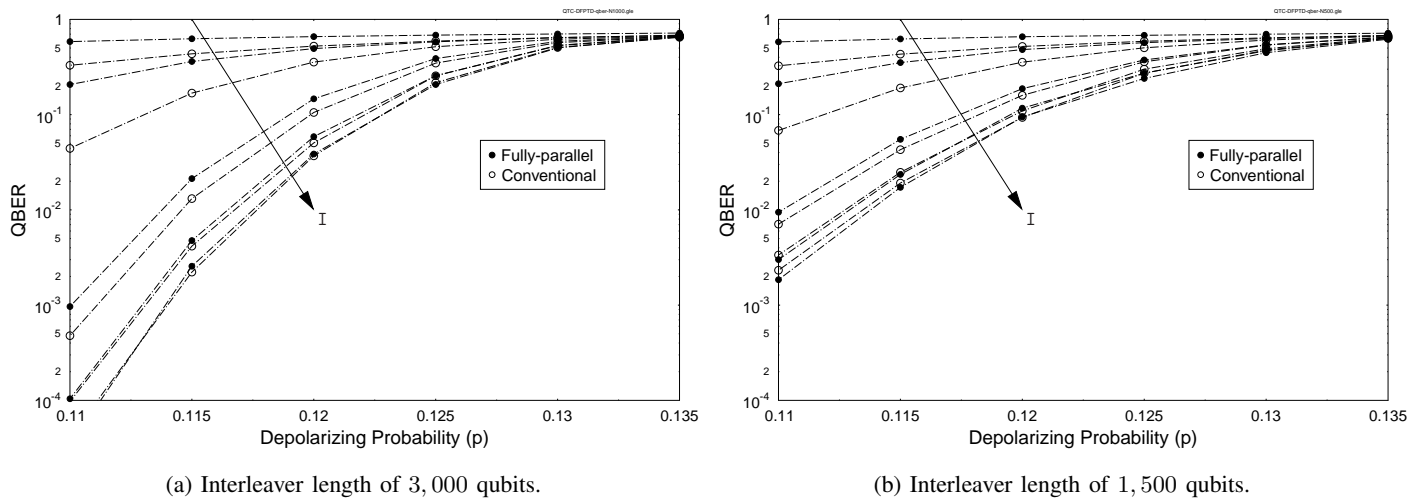 QTC-DFPTD-qber-N1000.gle
1
5
2
10-1
5
2
10-2
5
2
10-3
5
2
10-4
QBER
Fully-parallel
Conventional
I
0.11 0.115 0.12 0.125 0.13 0.135
Depolarizing Probability (p)
(a) Interleaver length of 3, 000 qubits.
QTC-DFPTD-qber-N500.gle
1
5
2
10-1
5
2
10-2
5
2
10-3
5
2
10-4
QBER
Fully-parallel
Conventional
I
0.11 0.115 0.12 0.125 0.13 0.135
Depolarizing Probability (p)
(b) Interleaver length of 1, 500 qubits.